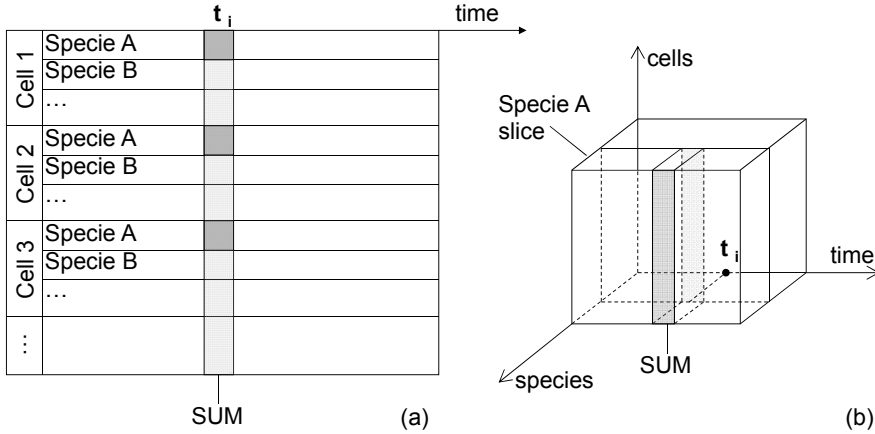 t i
time
Cell 1
Specie A
Specie B
...
Cell 2
Specie A
Specie B
...
Cell 3
Specie A
Specie B
...
...
SUM
(a)
cells
Specie A
slice
t i
time
SUM
species
(b)